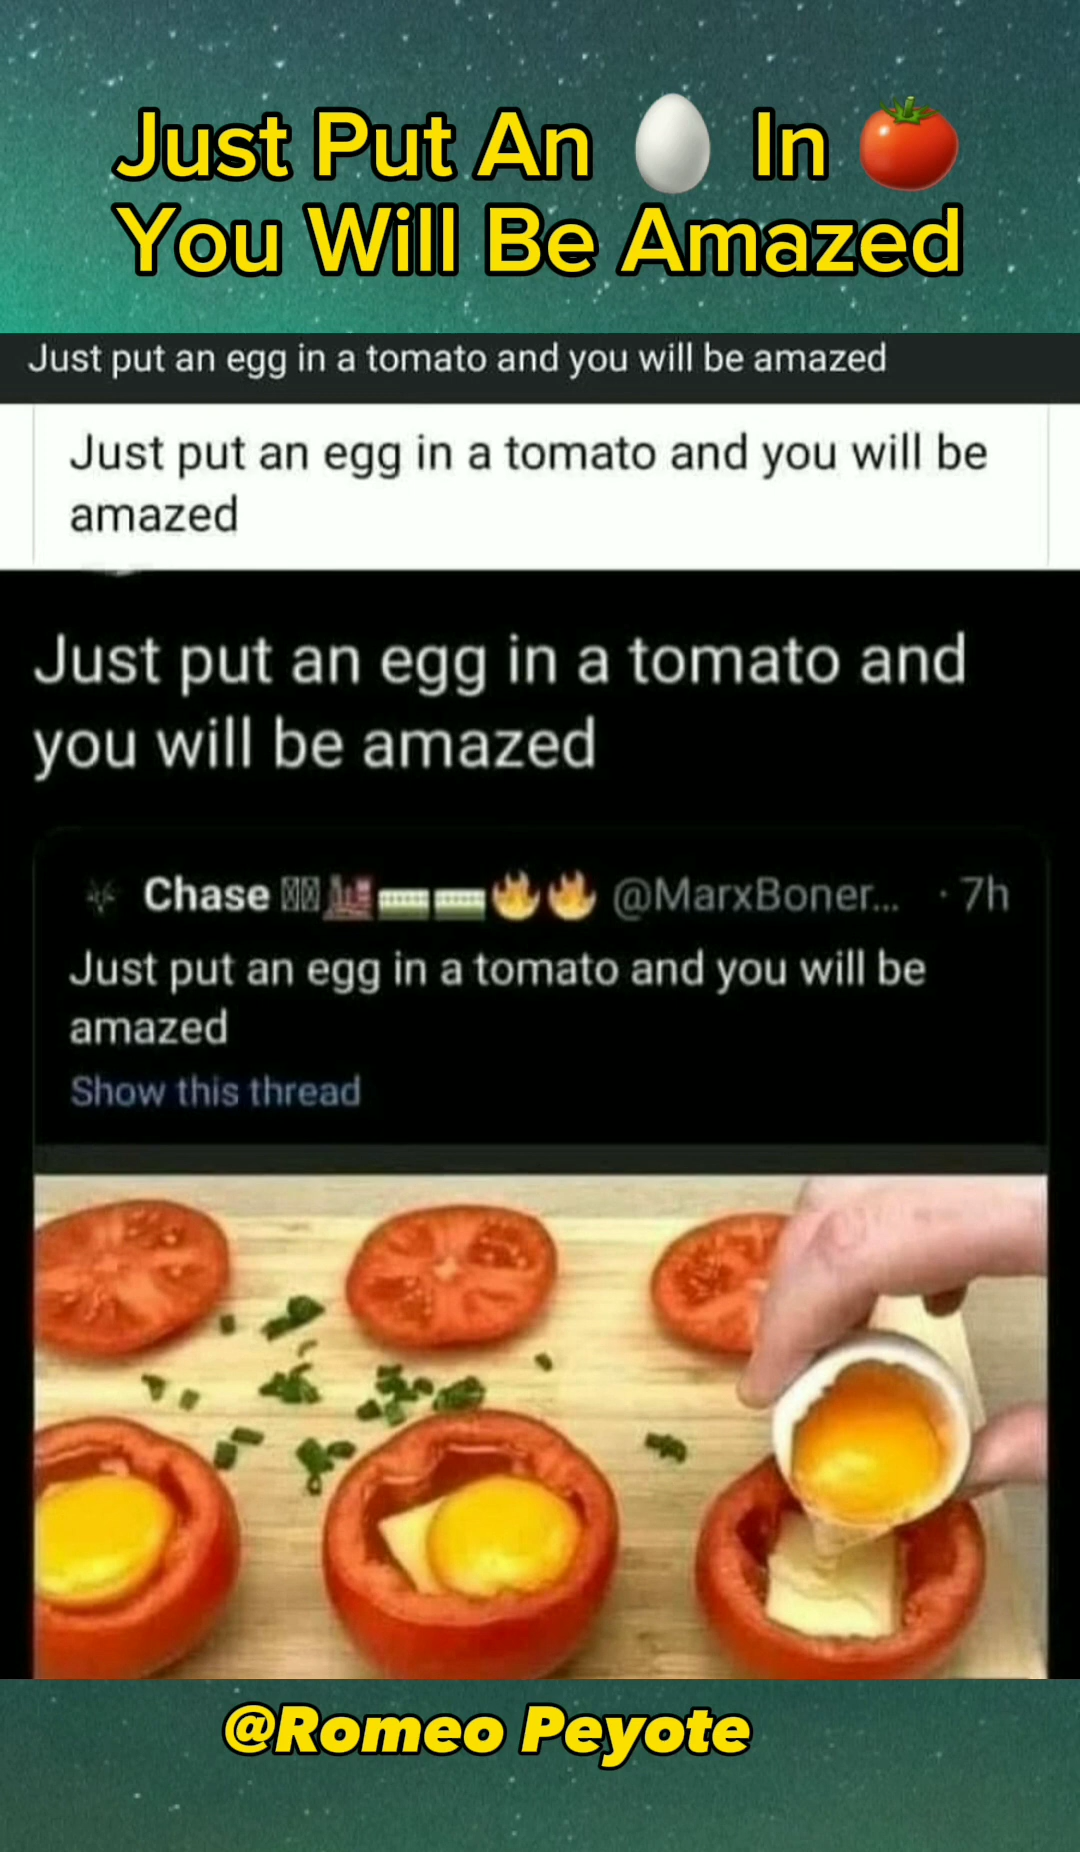 Just Put An 🥚 In 🍅
You Will Be Amazed
Just put an egg in a tomato and you will be amazed
Just put an egg in a tomato and you will be
amazed
Just put an egg in a tomato and
you will be amazed
Chase 🔥🔥 @MarxBoner... · 7h
Just put an egg in a tomato and you will be
amazed
Show this thread
@Romeo Peyote